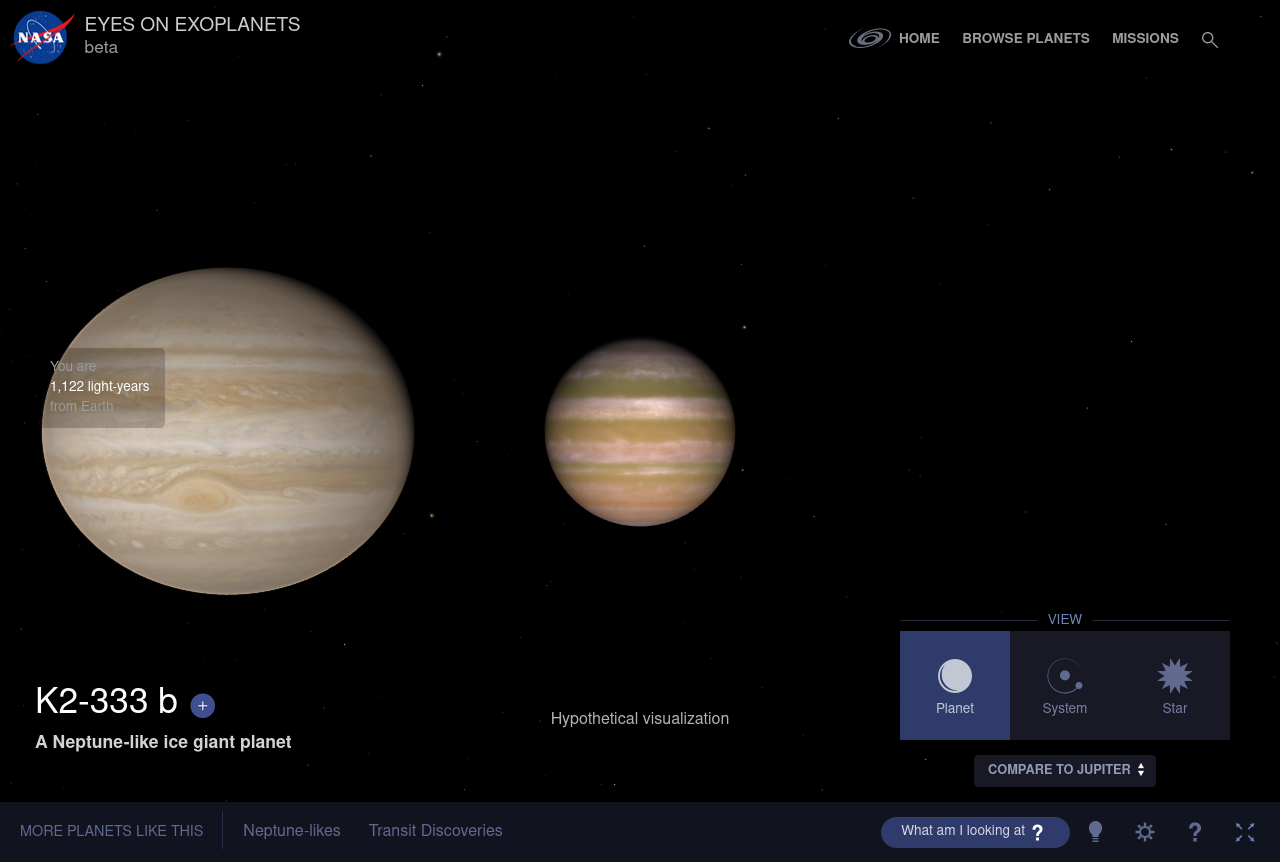 NASA
EYES ON EXOPLANETS
beta
HOME
BROWSE PLANETS
MISSIONS
You are
1,122 light-years
from Earth
K2-333 b +
A Neptune-like ice giant planet
Hypothetical visualization
VIEW
Planet
System
Star
COMPARE TO JUPITER
MORE PLANETS LIKE THIS
Neptune-likes
Transit Discoveries
What am I looking at ?
?